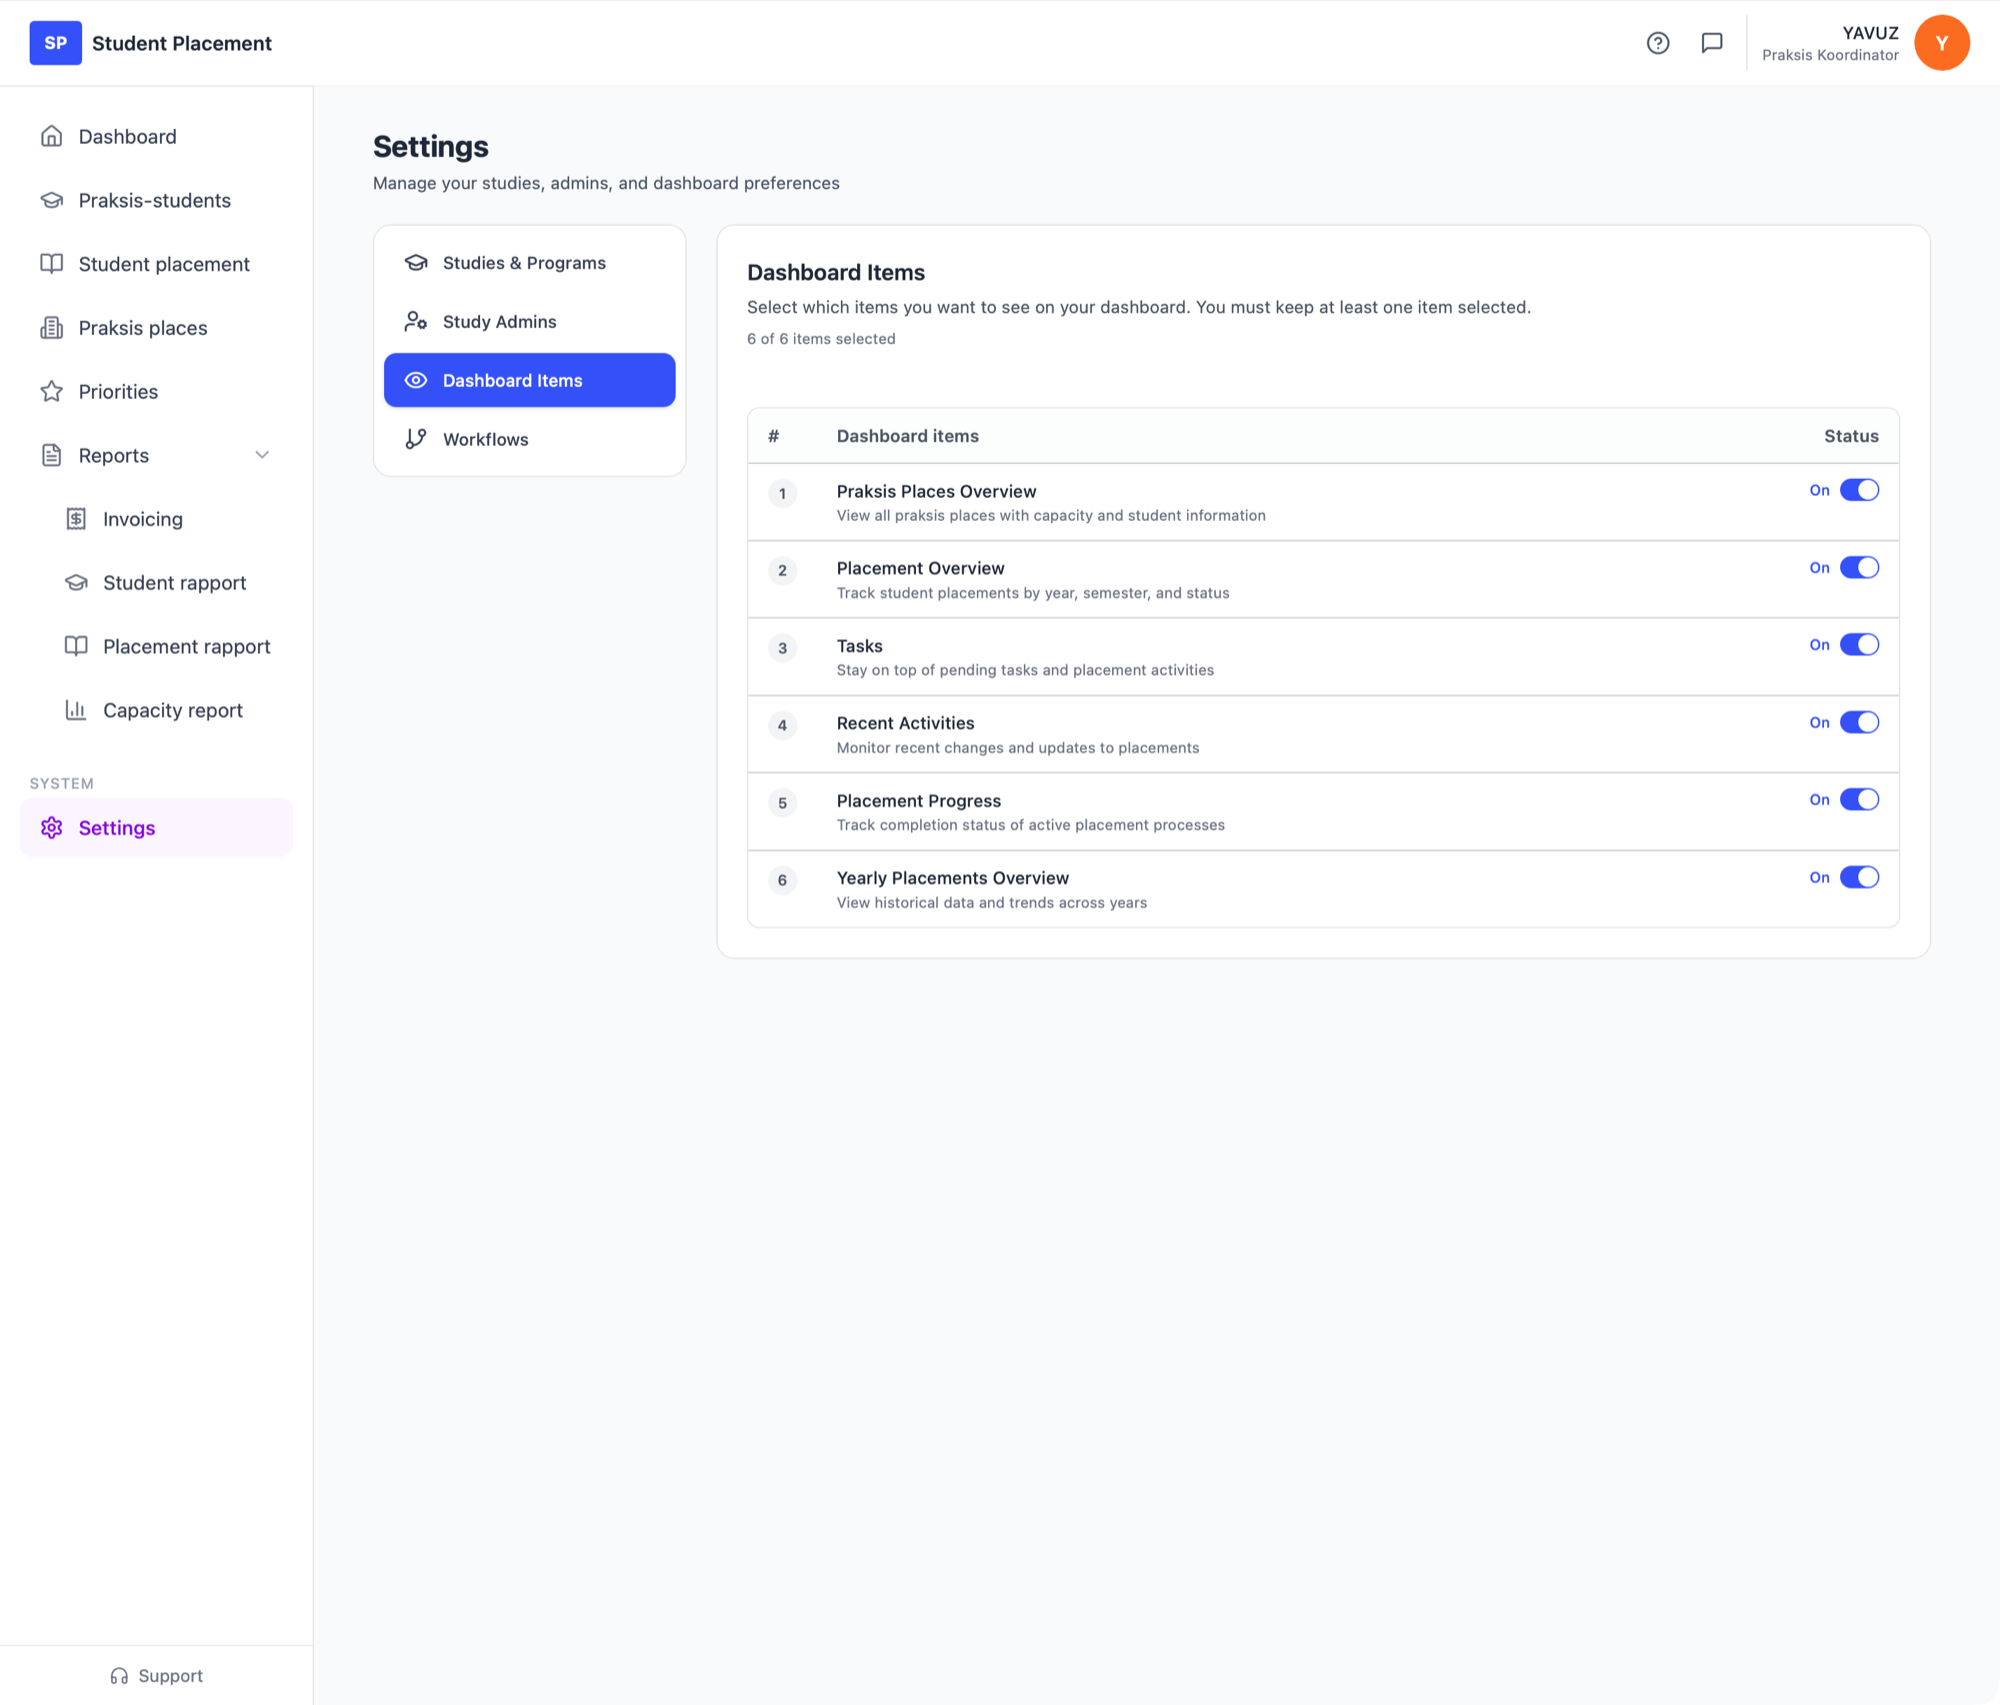 SP Student Placement
YAVUZ
Praksis Koordinator
Y
Dashboard
Praksis-students
Student placement
Praksis places
Priorities
Reports
Invoicing
Student rapport
Placement rapport
Capacity report
SYSTEM
Settings
Support
Settings
Manage your studies, admins, and dashboard preferences
Studies & Programs
Study Admins
Dashboard Items
Workflows
Dashboard Items
Select which items you want to see on your dashboard. You must keep at least one item selected.
6 of 6 items selected
# Dashboard items Status
1 Praksis Places Overview On
View all praksis places with capacity and student information
2 Placement Overview On
Track student placements by year, semester, and status
3 Tasks On
Stay on top of pending tasks and placement activities
4 Recent Activities On
Monitor recent changes and updates to placements
5 Placement Progress On
Track completion status of active placement processes
6 Yearly Placements Overview On
View historical data and trends across years